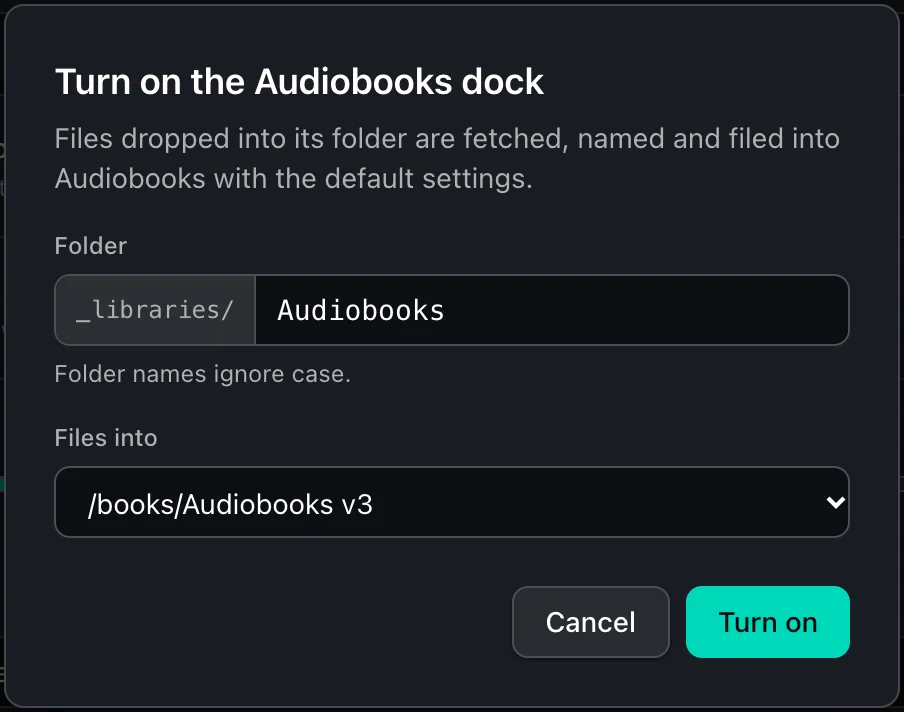 Turn on the Audiobooks dock
Files dropped into its folder are fetched, named and filed into
Audiobooks with the default settings.
Folder
_libraries/ Audiobooks
Folder names ignore case.
Files into
/books/Audiobooks v3
Cancel Turn on